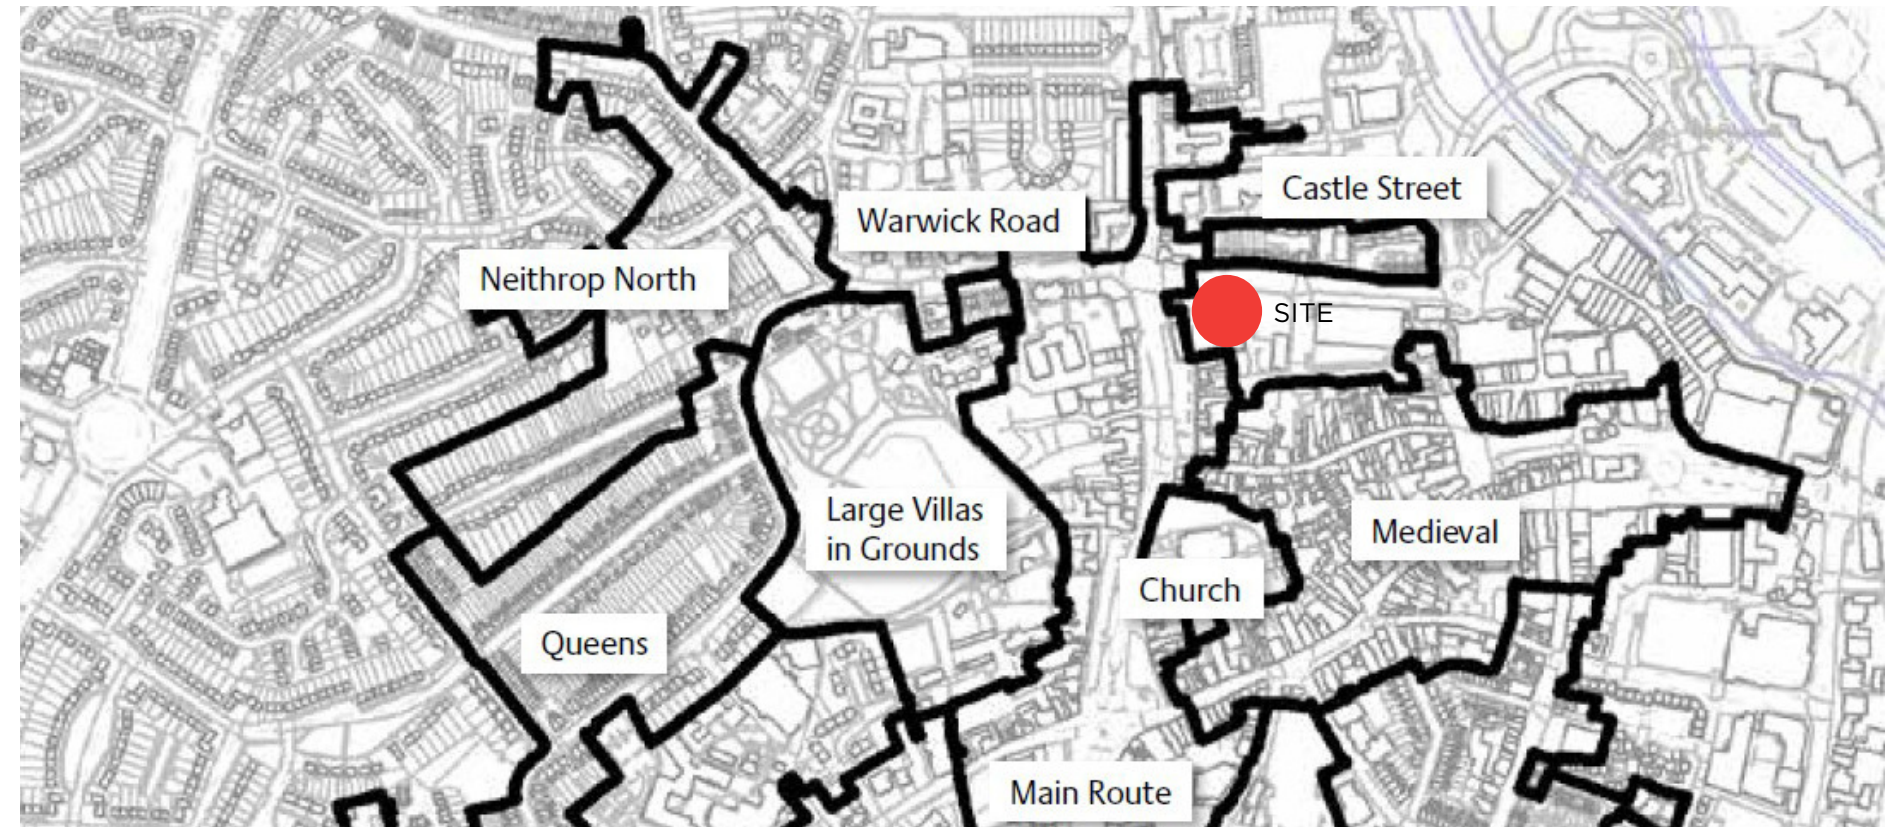 Castle Street
Warwick Road
Neithrop North
SITE
Large Villas
in Grounds
Medieval
Church
Queens
Main Route